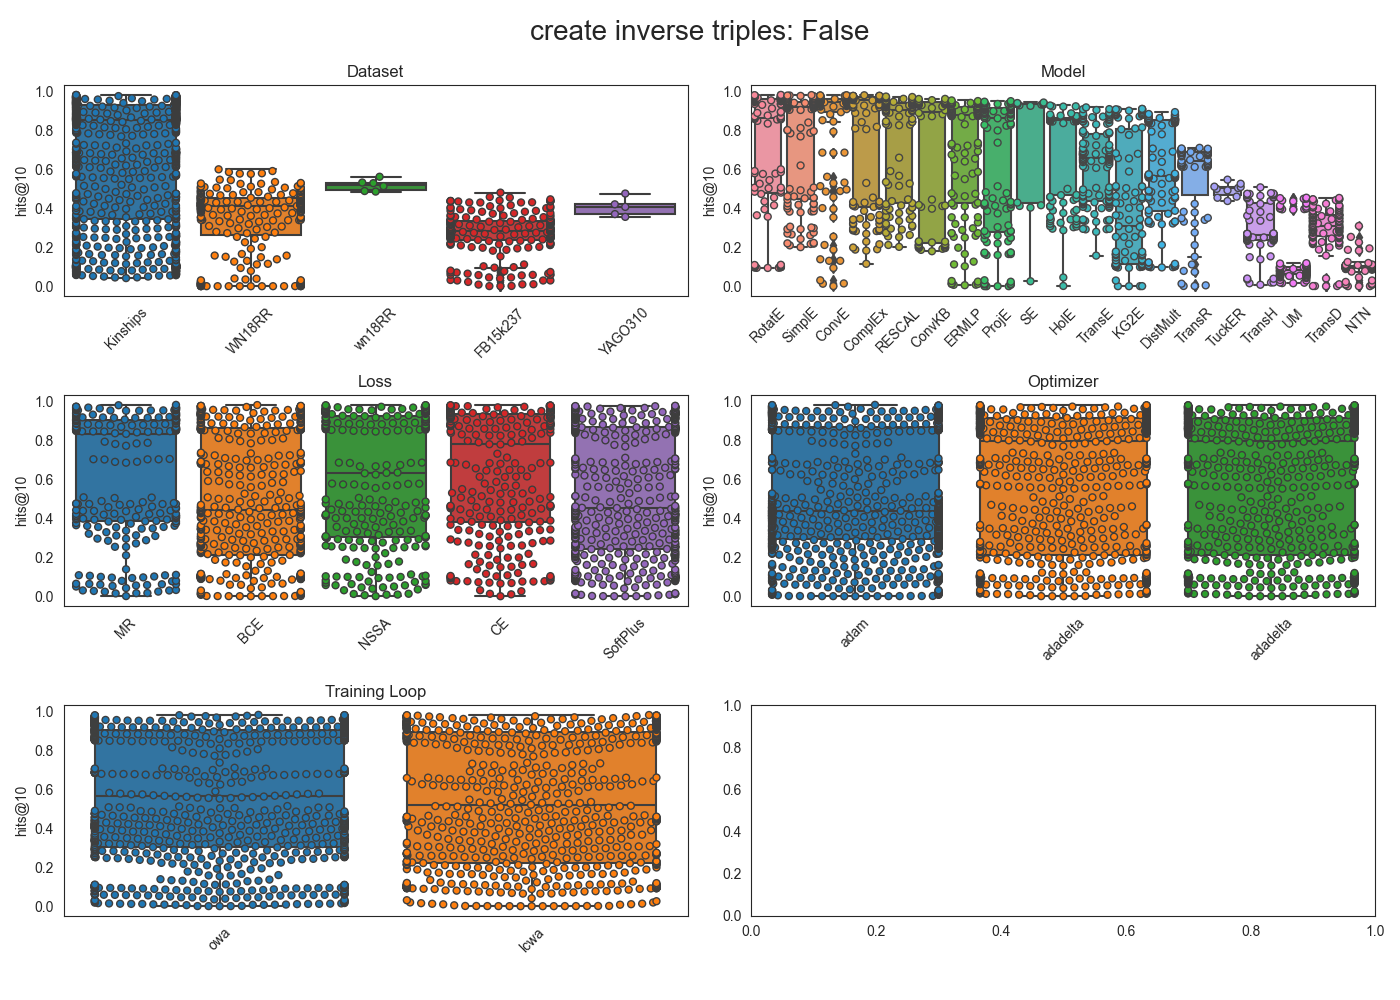 create inverse triples: False
Dataset
hits@10
1.0
0.8
0.6
0.4
0.2
0.0
Kinships
WN18RR
wn18RR
FB15k237
YAGO310
Model
hits@10
1.0
0.8
0.6
0.4
0.2
0.0
RotatE
SimplE
ConvE
ComplEx
RESCAL
ConvKB
ERMLP
ProjE
SE
HolE
TransE
KG2E
DistMult
TransR
TuckER
TransH
UM
TransD
NTN
Loss
hits@10
1.0
0.8
0.6
0.4
0.2
0.0
MR
BCE
NSSA
CE
SoftPlus
Optimizer
hits@10
1.0
0.8
0.6
0.4
0.2
0.0
adam
adadelta
adadelta
Training Loop
hits@10
1.0
0.8
0.6
0.4
0.2
0.0
owa
lcwa
1.0
0.8
0.6
0.4
0.2
0.0
0.0 0.2 0.4 0.6 0.8 1.0